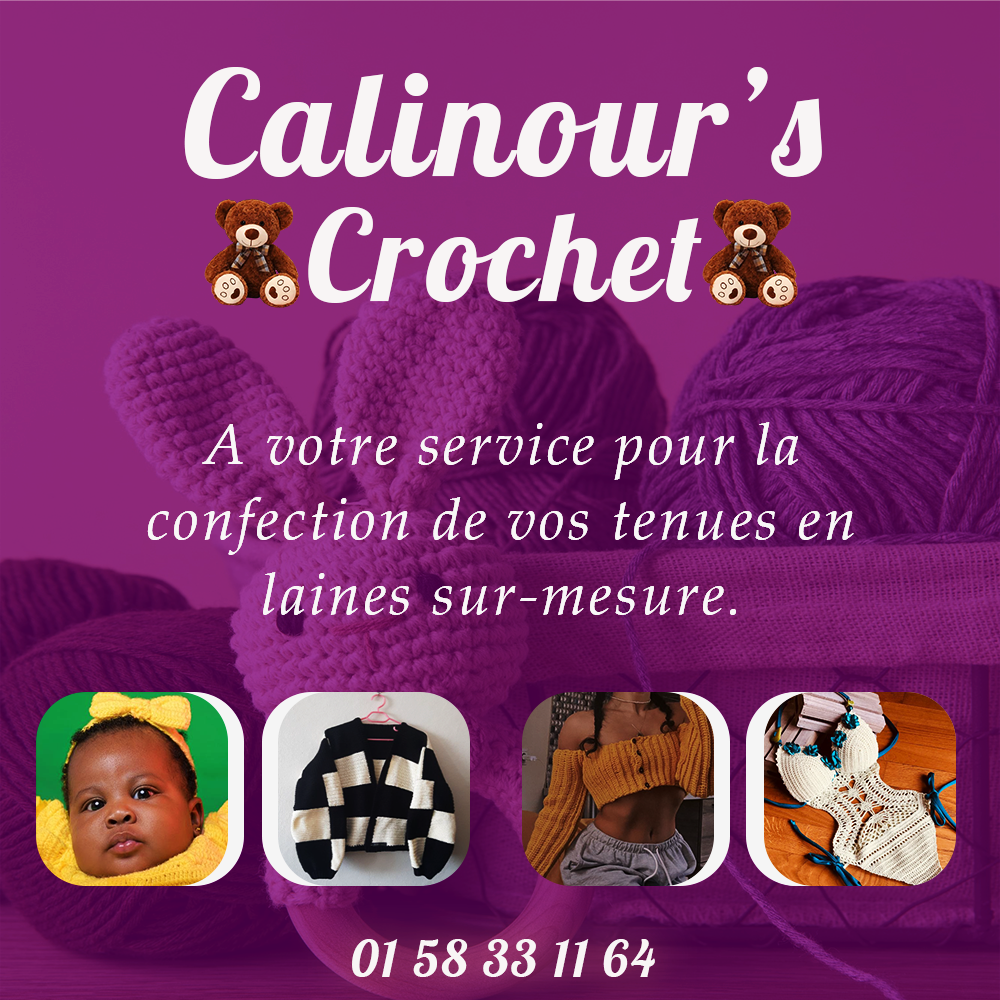 Calinour's
Crochet
A votre service pour la
confection de vos tenues en
laines sur-mesure.
01 58 33 11 64